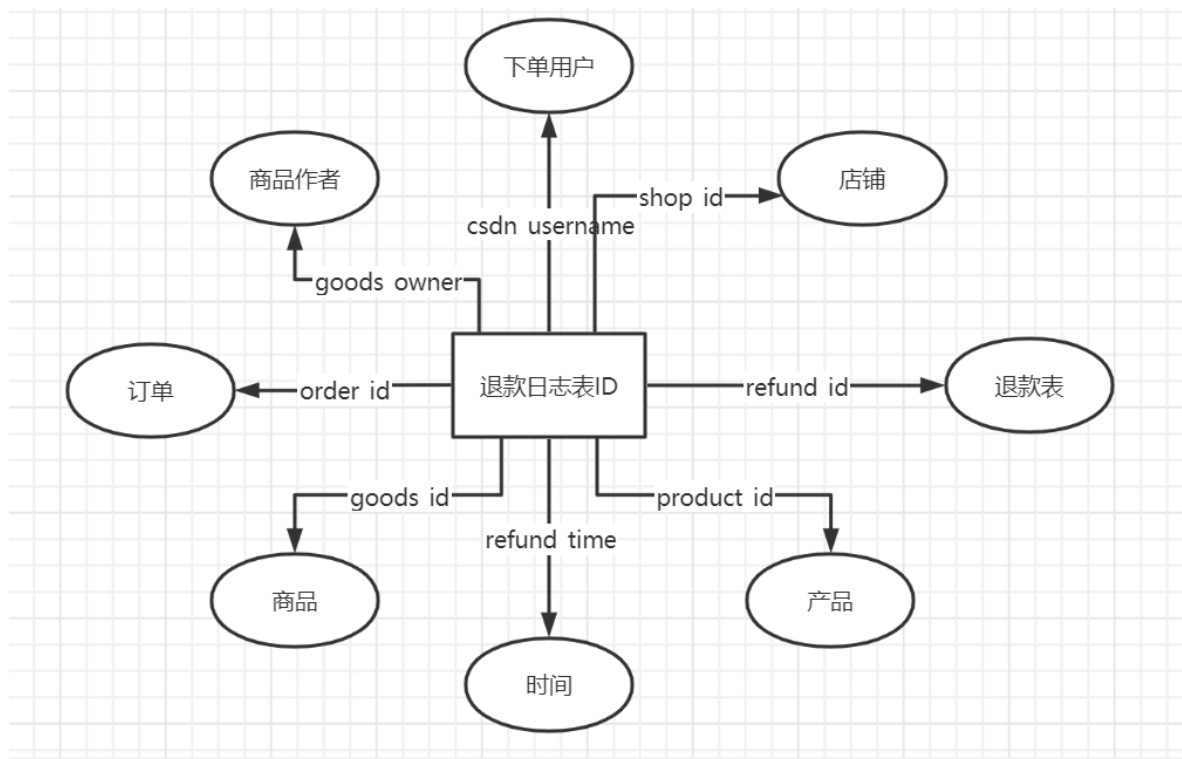 下单用户
商品作者
店铺
shop id
csdn username
goods owner
订单
order id
退款日志表ID
refund id
退款表
goods id
product id
refund time
商品
产品
时间